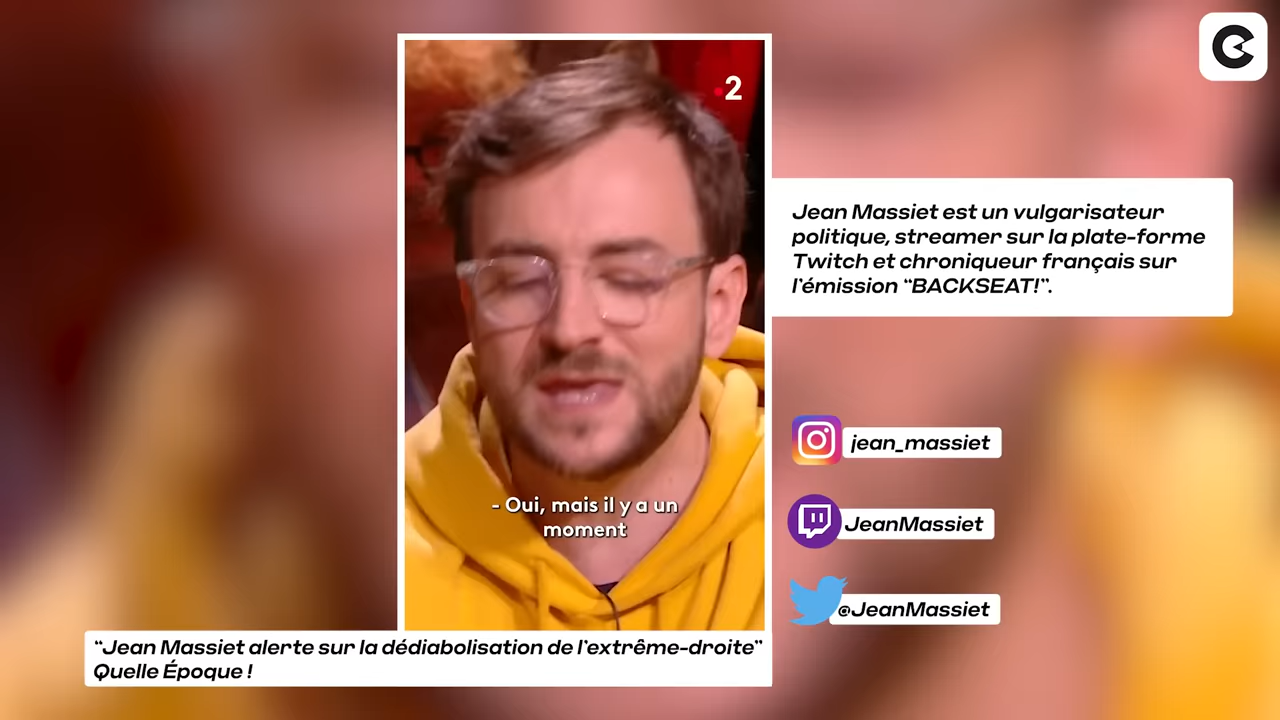 2
Jean Massiet est un vulgarisateur
politique, streamer sur la plate-forme
Twitch et chroniqueur français sur
l'émission “BACKSEAT!”.
jean_massiet
- Oui, mais il y a un
moment
JeanMassiet
@JeanMassiet
“Jean Massiet alerte sur la dédiabolisation de l'extrême-droite”
Quelle Époque !